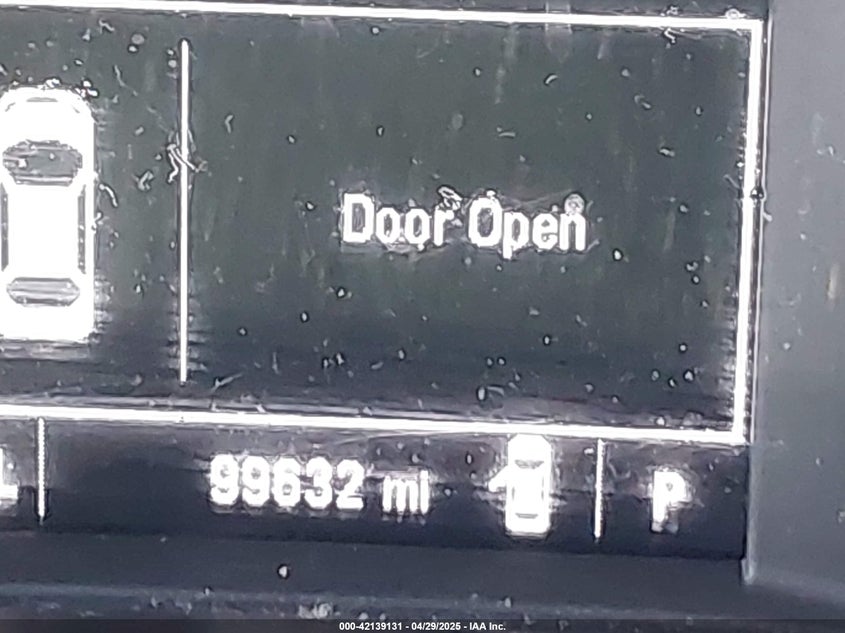 Door Open
99632 mi
P
000-42139131 - 04/29/2025 - IAA Inc.